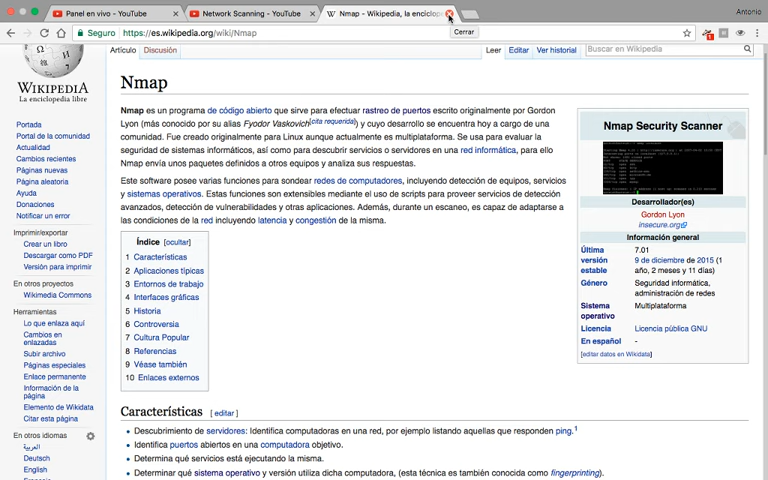 Panel en vivo - YouTube
Network Scanning - YouTube
Nmap - Wikipedia, la enciclope
Antonio
Cerrar
Seguro
https://es.wikipedia.org/wiki/Nmap
Artículo
Discusión
Leer
Editar
Ver historial
Buscar en Wikipedia
WIKIPEDIA
La enciclopedia libre
Portada
Portal de la comunidad
Actualidad
Cambios recientes
Páginas nuevas
Página aleatoria
Ayuda
Donaciones
Notificar un error
Imprimir/exportar
Crear un libro
Descargar como PDF
Versión para imprimir
En otros proyectos
Wikimedia Commons
Herramientas
Lo que enlaza aquí
Cambios en
enlazadas
Subir archivo
Páginas especiales
Enlace permanente
Información de la
página
Elemento de Wikidata
Citar esta página
En otros idiomas
العربية
Deutsch
English
Nmap
Nmap es un programa de código abierto que sirve para efectuar rastreo de puertos escrito originalmente por Gordon
Lyon (más conocido por su alias Fyodor Vaskovich[cita requerida]) y cuyo desarrollo se encuentra hoy a cargo de una
comunidad. Fue creado originalmente para Linux aunque actualmente es multiplataforma. Se usa para evaluar la
seguridad de sistemas informáticos, así como para descubrir servicios o servidores en una red informática, para ello
Nmap envía unos paquetes definidos a otros equipos y analiza sus respuestas.
Este software posee varias funciones para sondear redes de computadores, incluyendo detección de equipos, servicios
y sistemas operativos. Estas funciones son extensibles mediante el uso de scripts para proveer servicios de detección
avanzados, detección de vulnerabilidades y otras aplicaciones. Además, durante un escaneo, es capaz de adaptarse a
las condiciones de la red incluyendo latencia y congestión de la misma.
Índice [ocultar]
1 Características
2 Aplicaciones típicas
3 Entornos de trabajo
4 Interfaces gráficas
5 Historia
6 Controversia
7 Cultura Popular
8 Referencias
9 Véase también
10 Enlaces externos
Nmap Security Scanner
Desarrollador(es)
Gordon Lyon
insecure.org
Información general
Última
versión
estable
7.01
9 de diciembre de 2015 (1
año, 2 meses y 11 días)
Género
Seguridad informática,
administración de redes
Sistema
operativo
Multiplataforma
Licencia
Licencia pública GNU
En español
-
[editar datos en Wikidata]
Características [ editar ]
• Descubrimiento de servidores: Identifica computadoras en una red, por ejemplo listando aquellas que responden ping.1
• Identifica puertos abiertos en una computadora objetivo.
• Determina qué servicios está ejecutando la misma.
• Determinar qué sistema operativo y versión utiliza dicha computadora, (esta técnica es también conocida como fingerprinting).